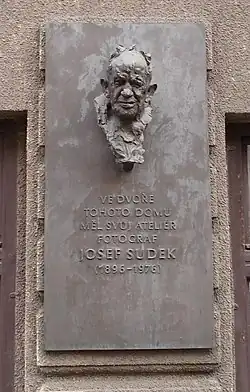 VE DVOŘE
TOHOTO DOMU
MĚL SVŮJ ATELIÉR
FOTOGRAF
JOSEF SUDEK
(1896-1976)